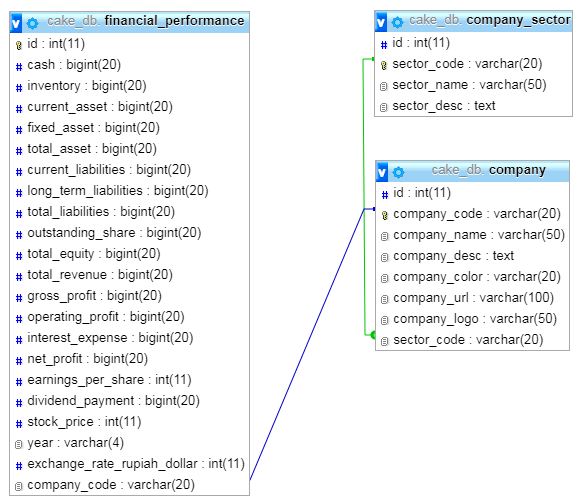 cake_db. financial_performance
id : int(11)
cash : bigint(20)
inventory : bigint(20)
current_asset : bigint(20)
fixed_asset : bigint(20)
total_asset : bigint(20)
current_liabilities : bigint(20)
long_term_liabilities : bigint(20)
total_liabilities : bigint(20)
outstanding_share : bigint(20)
total_equity : bigint(20)
total_revenue : bigint(20)
gross_profit : bigint(20)
operating_profit : bigint(20)
interest_expense : bigint(20)
net_profit : bigint(20)
earnings_per_share : int(11)
dividend_payment : bigint(20)
stock_price : int(11)
year : varchar(4)
exchange_rate_rupiah_dollar : int(11)
company_code : varchar(20)
cake_db. company_sector
id : int(11)
sector_code : varchar(20)
sector_name : varchar(50)
sector_desc : text
cake_db. company
id : int(11)
company_code : varchar(20)
company_name : varchar(50)
company_desc : text
company_color : varchar(20)
company_url : varchar(100)
company_logo : varchar(50)
sector_code : varchar(20)